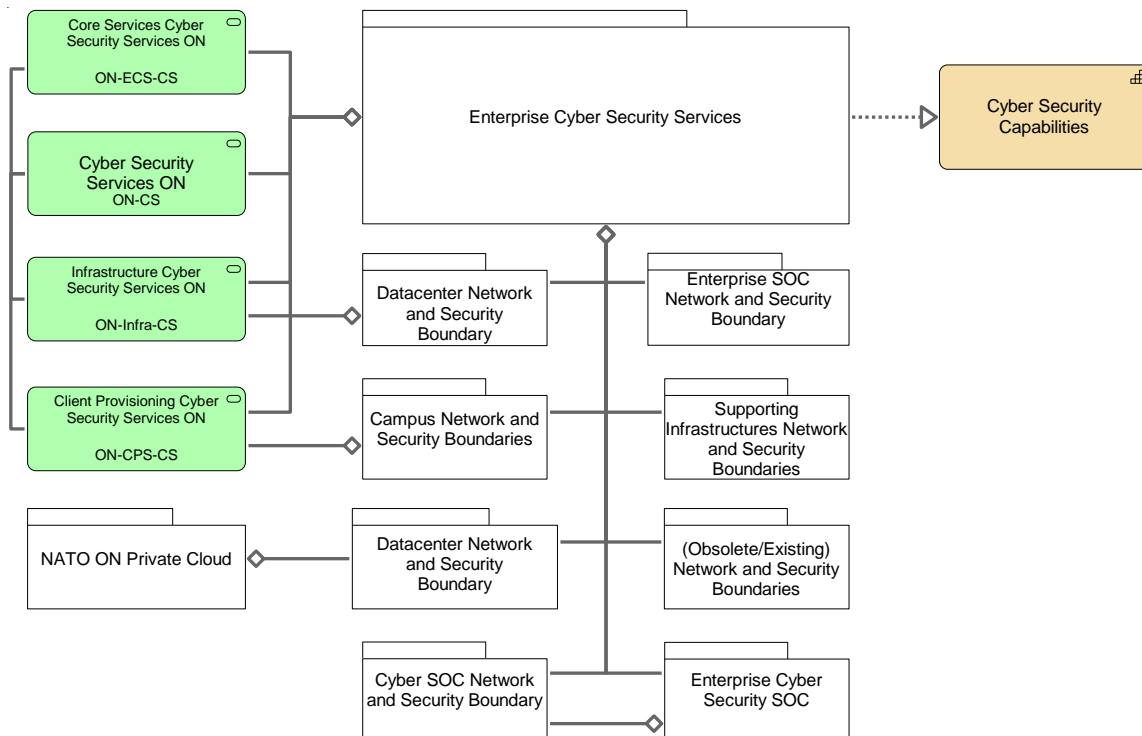 Core Services Cyber
Security Services ON
ON-ECS-CS
Enterprise Cyber Security Services
Cyber Security
Capabilities
Cyber Security
Services ON
ON-CS
Infrastructure Cyber
Security Services ON
ON-Infra-CS
Datacenter Network
and Security
Boundary
Enterprise SOC
Network and Security
Boundary
Client Provisioning Cyber
Security Services ON
ON-CPS-CS
Campus Network and
Security Boundaries
Supporting
Infrastructures Network
and Security
Boundaries
NATO ON Private Cloud
Datacenter Network
and Security
Boundary
(Obsolete/Existing)
Network and Security
Boundaries
Cyber SOC Network
and Security Boundary
Enterprise Cyber
Security SOC